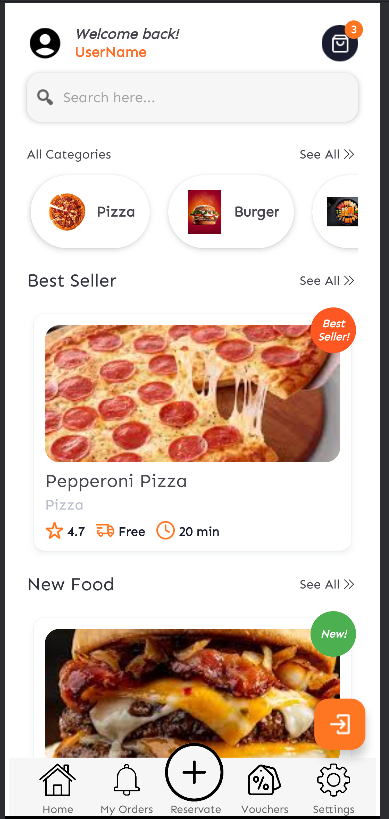 Welcome back!
UserName
3
Search here...
All Categories
See All
Pizza
Burger
Best Seller
See All
Best
Seller!
Pepperoni Pizza
Pizza
4.7
Free
20 min
New Food
See All
New!
%
Home
My Orders
Reservate
Vouchers
Settings